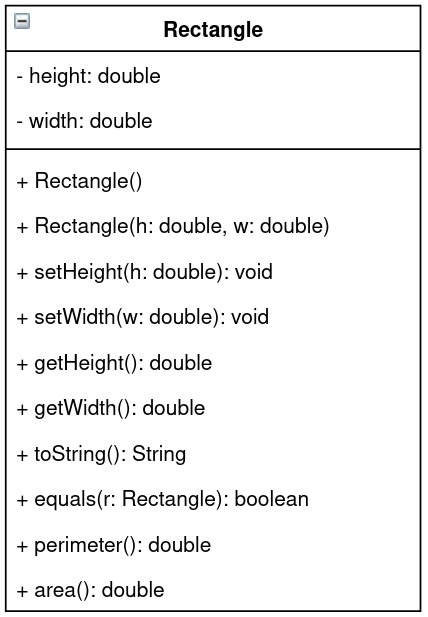 Rectangle
- height: double
- width: double
+ Rectangle()
+ Rectangle(h: double, w: double)
+ setHeight(h: double): void
+ setWidth(w: double): void
+ getHeight(): double
+ getWidth(): double
+ toString(): String
+ equals(r: Rectangle): boolean
+ perimeter(): double
+ area(): double